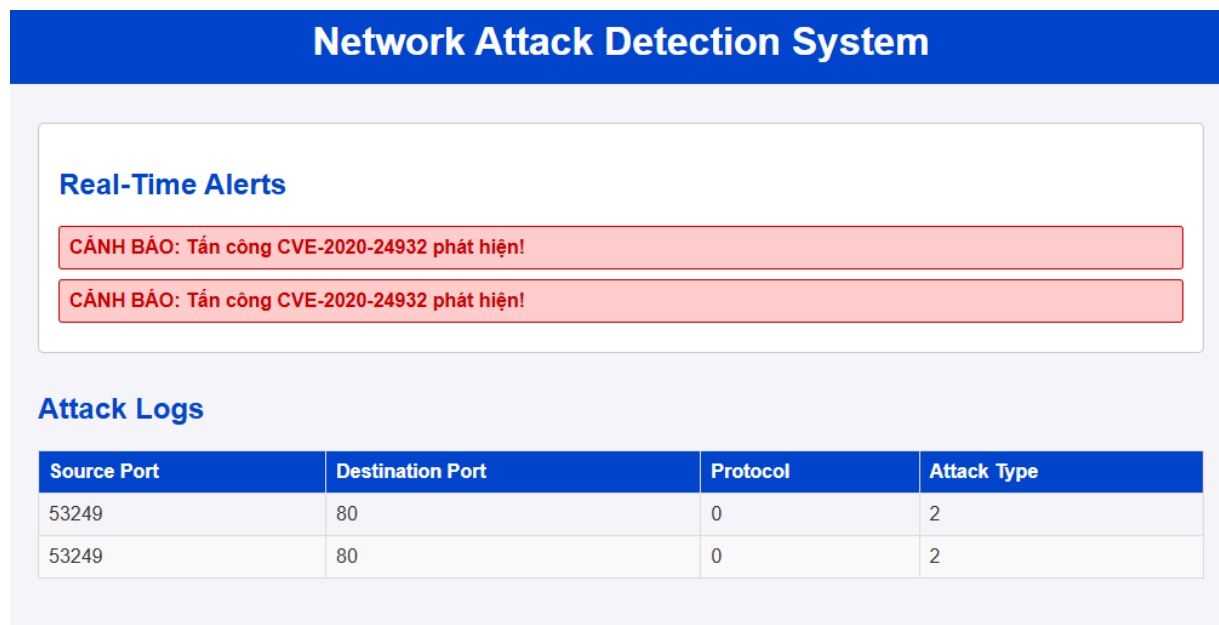 Network Attack Detection System
Real-Time Alerts
CẢNH BÁO: Tấn công CVE-2020-24932 phát hiện!
CẢNH BÁO: Tấn công CVE-2020-24932 phát hiện!
Attack Logs
Source Port Destination Port Protocol Attack Type
53249 80 0 2
53249 80 0 2